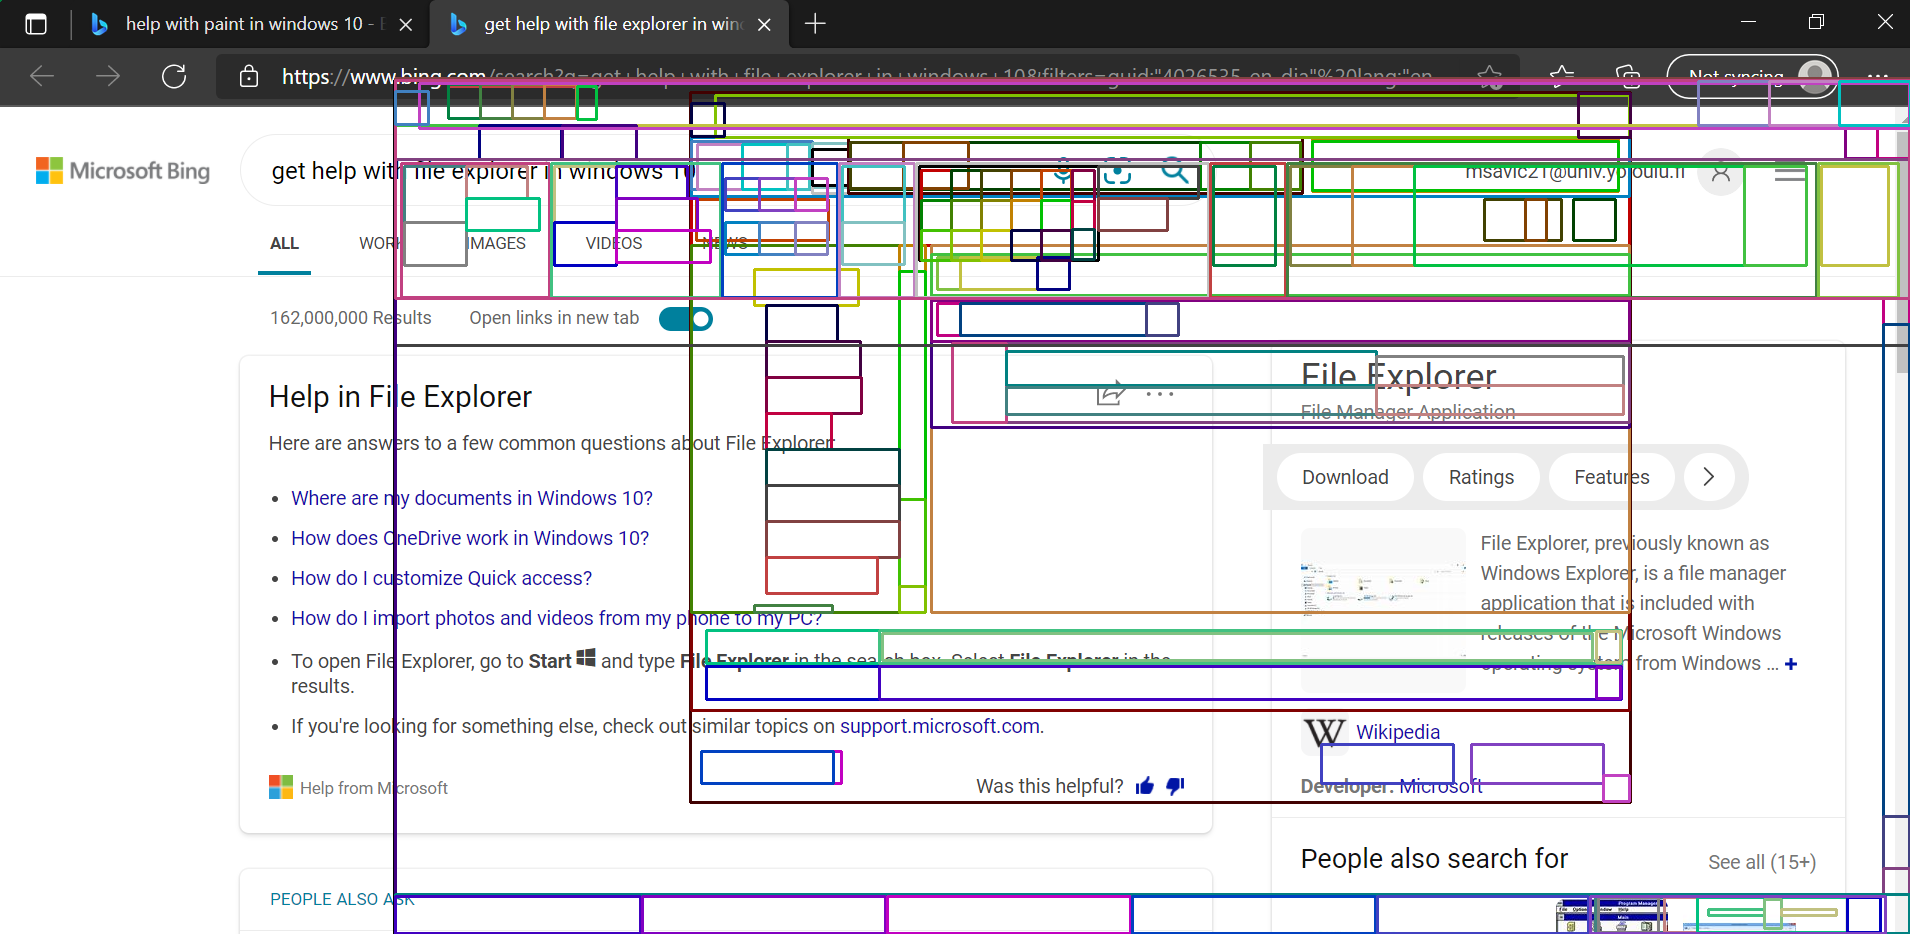 help with paint in windows 10 -
get help with file explorer in win
https://www.bing.com/search?q=get+help+with+file+explorer+in+windows+10&filters=guid:"4026535-en-dia"%20lang:"en
Not syncing
Microsoft Bing
get help with file explorer in windows 10
msavic21@univ.yo.oulu.fi
ALL
WORK
IMAGES
VIDEOS
NEWS
162,000,000 Results
Open links in new tab
Help in File Explorer
Here are answers to a few common questions about File Explorer
Where are my documents in Windows 10?
How does OneDrive work in Windows 10?
How do I customize Quick access?
How do I import photos and videos from my phone to my PC?
To open File Explorer, go to Start and type File Explorer in the search box. Select File Explorer in the
results.
If you're looking for something else, check out similar topics on support.microsoft.com.
Help from Microsoft
Was this helpful?
PEOPLE ALSO ASK
File Explorer
File Manager Application
Download
Ratings
Features
File Explorer, previously known as
Windows Explorer, is a file manager
application that is included with
releases of the Microsoft Windows
operating system from Windows ...
Wikipedia
Developer: Microsoft
People also search for
See all (15+)
Program Manager
Main